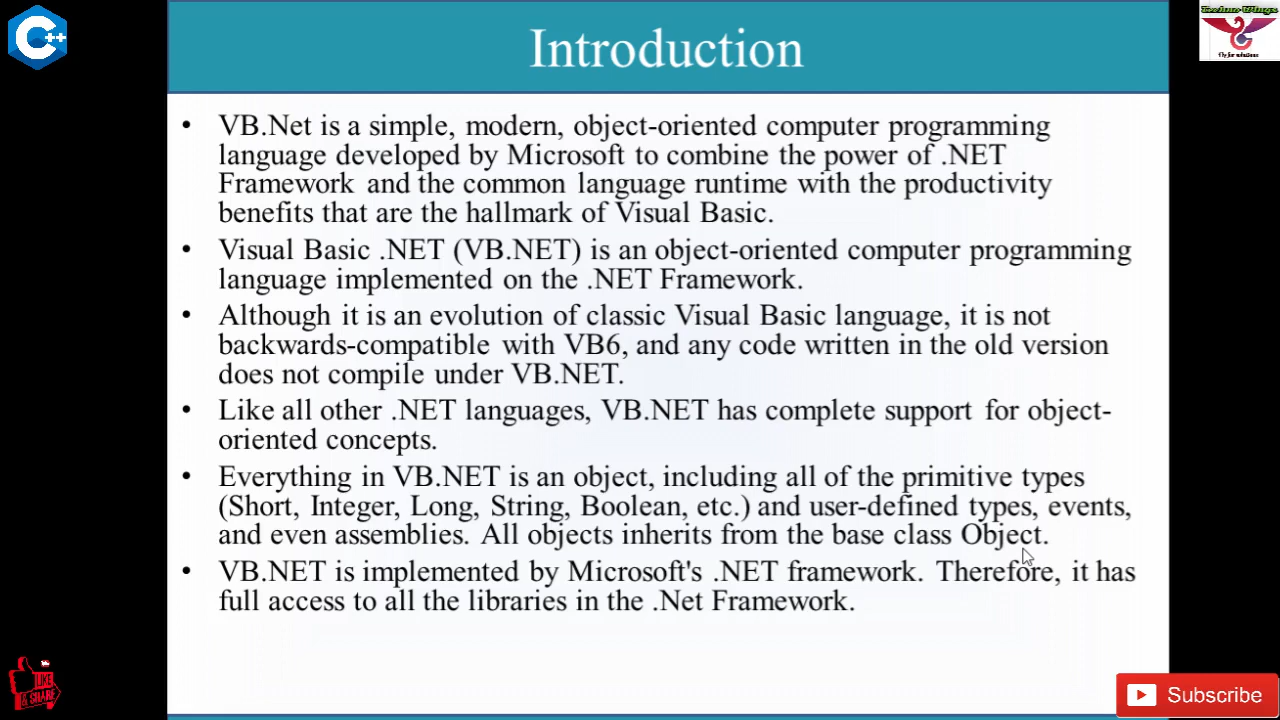 C++
Techno Wings
Fly for solutions
Introduction
• VB.Net is a simple, modern, object-oriented computer programming
language developed by Microsoft to combine the power of .NET
Framework and the common language runtime with the productivity
benefits that are the hallmark of Visual Basic.
• Visual Basic .NET (VB.NET) is an object-oriented computer programming
language implemented on the .NET Framework.
• Although it is an evolution of classic Visual Basic language, it is not
backwards-compatible with VB6, and any code written in the old version
does not compile under VB.NET.
• Like all other .NET languages, VB.NET has complete support for object-
oriented concepts.
• Everything in VB.NET is an object, including all of the primitive types
(Short, Integer, Long, String, Boolean, etc.) and user-defined types, events,
and even assemblies. All objects inherits from the base class Object.
• VB.NET is implemented by Microsoft's .NET framework. Therefore, it has
full access to all the libraries in the .Net Framework.
LIKE
& SHARE
Subscribe